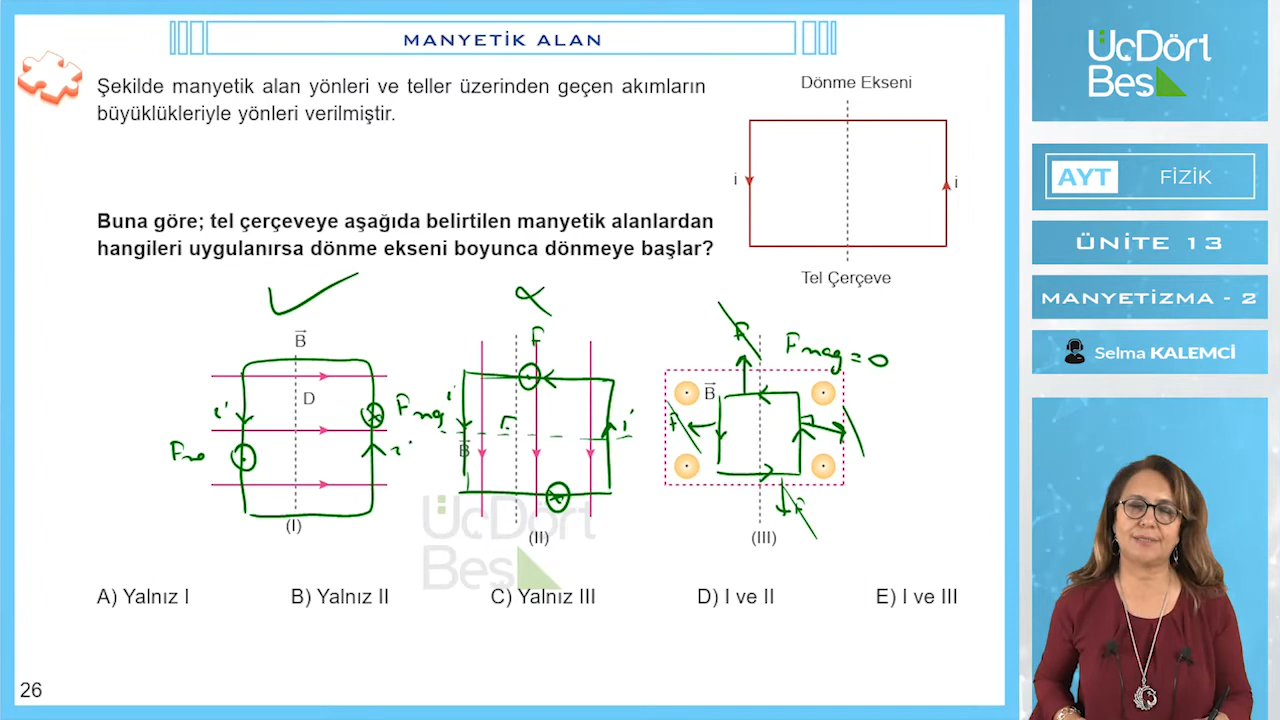 MANYETİK ALAN
Şekilde manyetik alan yönleri ve teller üzerinden geçen akımların
büyüklükleriyle yönleri verilmiştir.
Dönme Ekseni
i
i
Tel Çerçeve
Buna göre; tel çerçeveye aşağıda belirtilen manyetik alanlardan
hangileri uygulanırsa dönme ekseni boyunca dönmeye başlar?
B
D
i
i
Fmag
(I)
F
i
i
B
(II)
F
Fmag = 0
B
F
F
(III)
A) Yalnız I
B) Yalnız II
C) Yalnız III
D) I ve II
E) I ve III
26
ÜçDört
Beş
ÜçDört
Beş
AYT FİZİK
ÜNİTE 13
MANYETİZMA - 2
Selma KALEMCİ